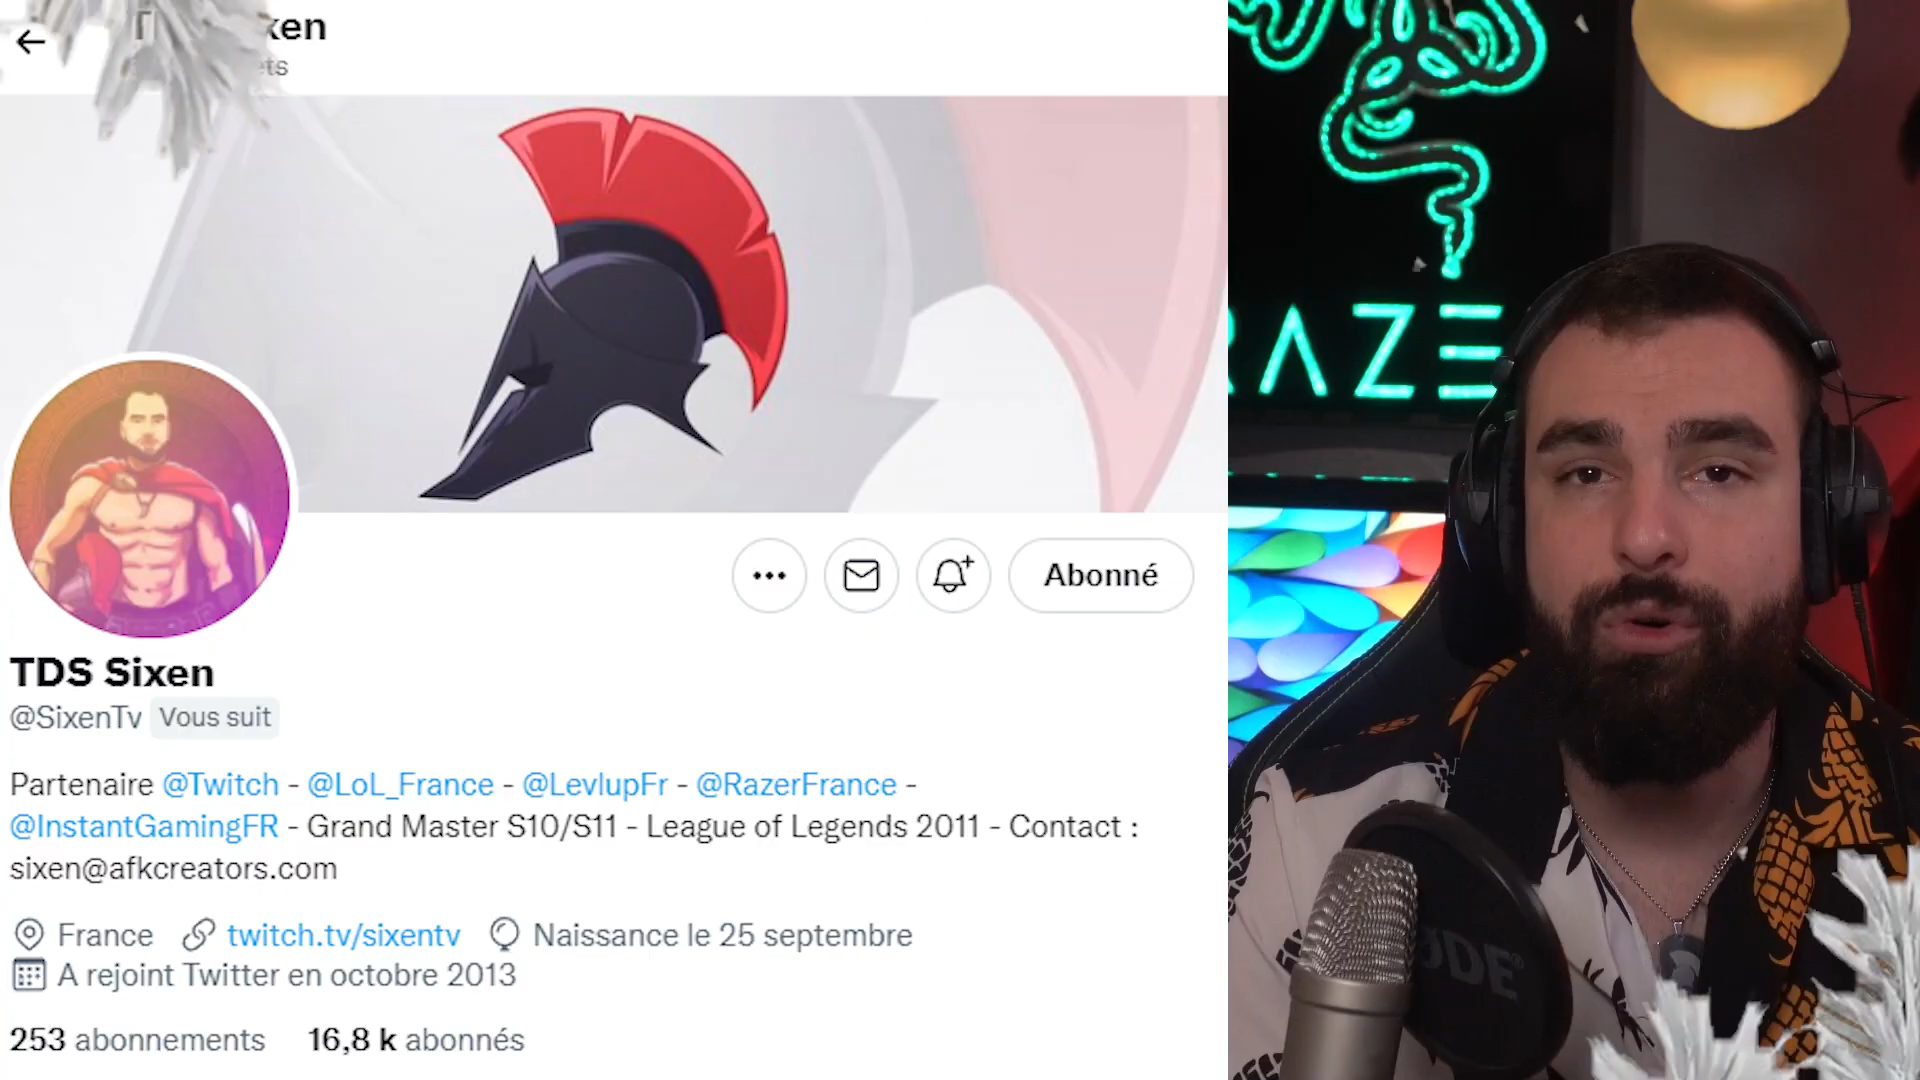 TDS Sixen
@SixenTv Vous suit
Abonné
Partenaire @Twitch - @LoL_France - @LevlupFr - @RazerFrance -
@InstantGamingFR - Grand Master S10/S11 - League of Legends 2011 - Contact :
sixen@afkcreators.com
France twitch.tv/sixentv Naissance le 25 septembre
A rejoint Twitter en octobre 2013
253 abonnements 16,8 k abonnés
RAZE